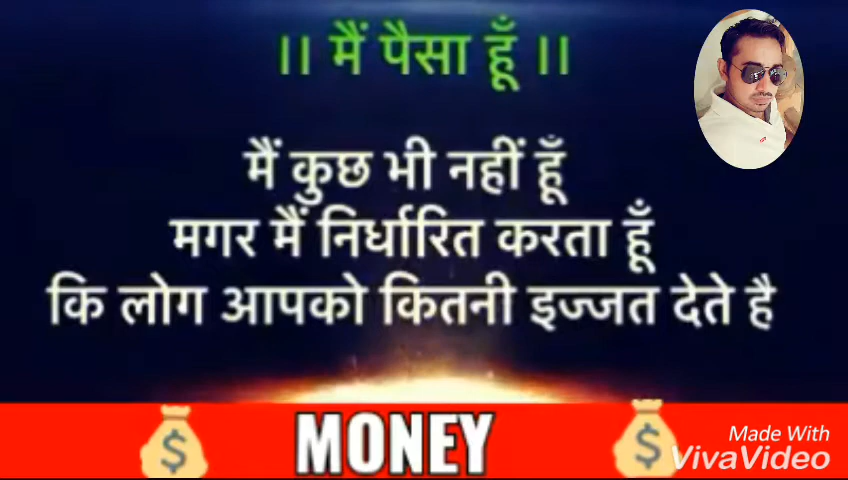 ।। मैं पैसा हूँ ।।
मैं कुछ भी नहीं हूँ
मगर मैं निर्धारित करता हूँ
कि लोग आपको कितनी इज्जत देते है
MONEY
Made With
VivaVideo